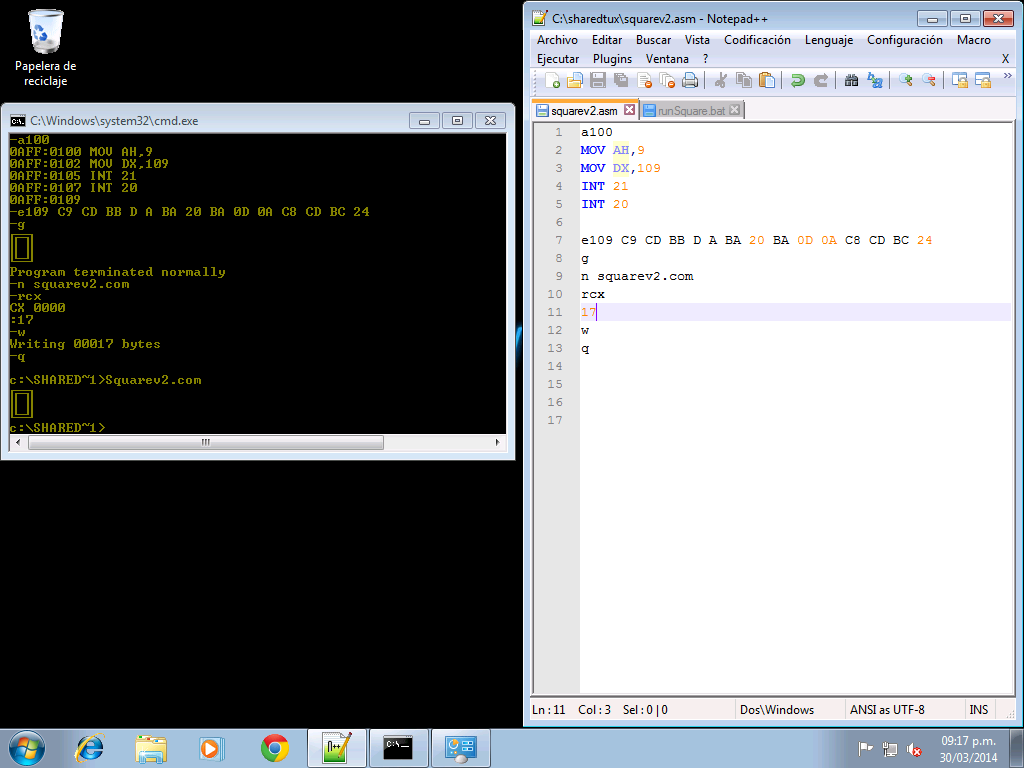 Papelera de
reciclaje
C:\Windows\system32\cmd.exe
-a100
0AFF:0100 MOV AH,9
0AFF:0102 MOV DX,109
0AFF:0105 INT 21
0AFF:0107 INT 20
0AFF:0109
-e109 C9 CD BB D A BA 20 BA 0D 0A C8 CD BC 24
-g
╔═╗
║ ║
╚═╝
Program terminated normally
-n squarev2.com
-rcx
CX 0000
:17
-w
Writing 00017 bytes
-q
c:\SHARED~1>Squarev2.com
╔═╗
║ ║
╚═╝
c:\SHARED~1>
C:\sharedtux\squarev2.asm - Notepad++
Archivo Editar Buscar Vista Codificación Lenguaje Configuración Macro
Ejecutar Plugins Ventana ? X
squarev2.asm runSquare.bat
1 a100
2 MOV AH,9
3 MOV DX,109
4 INT 21
5 INT 20
6
7 e109 C9 CD BB D A BA 20 BA 0D 0A C8 CD BC 24
8 g
9 n squarev2.com
10 rcx
11 17
12 w
13 q
14
15
16
17
Ln : 11 Col : 3 Sel : 0 | 0 Dos\Windows ANSI as UTF-8 INS
09:17 p.m.
30/03/2014